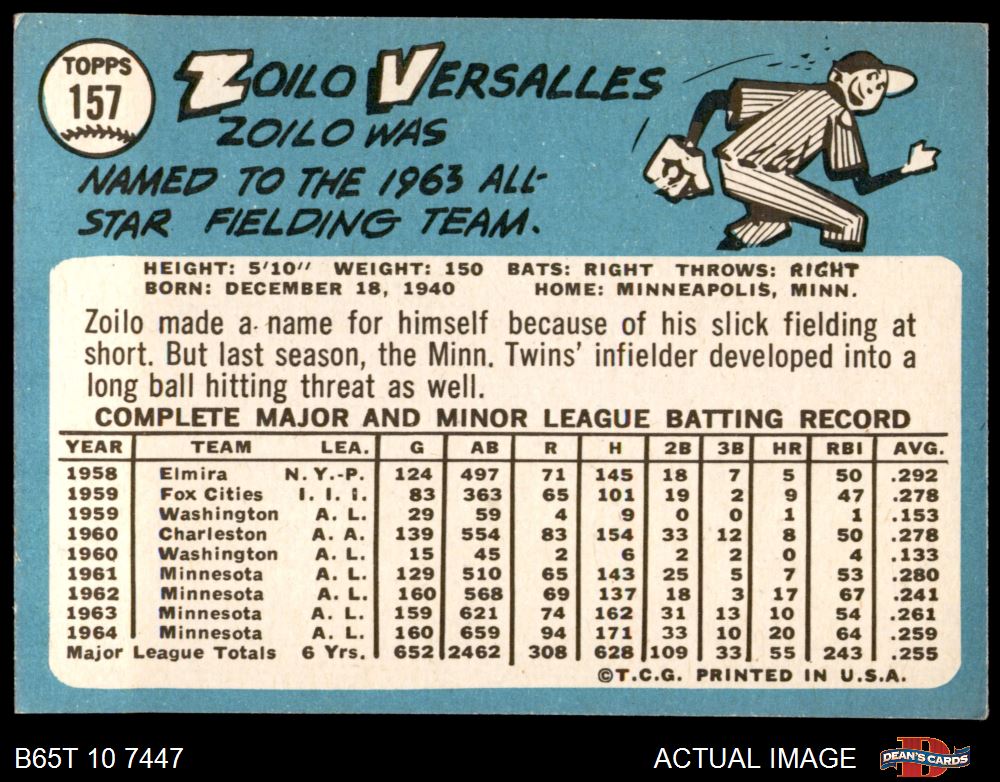 TOPPS
157
ZOILO VERSALLES
ZOILO WAS
NAMED TO THE 1963 ALL-
STAR FIELDING TEAM.
HEIGHT: 5'10" WEIGHT: 150 BATS: RIGHT THROWS: RIGHT
BORN: DECEMBER 18, 1940 HOME: MINNEAPOLIS, MINN.
Zoilo made a name for himself because of his slick fielding at
short. But last season, the Minn. Twins' infielder developed into a
long ball hitting threat as well.
COMPLETE MAJOR AND MINOR LEAGUE BATTING RECORD
YEAR TEAM LEA. G AB R H 2B 3B HR RBI AVG.
1958 Elmira N. Y.-P. 124 497 71 145 18 7 5 50 .292
1959 Fox Cities I. I. I. 83 363 65 101 19 2 9 47 .278
1959 Washington A. L. 29 59 4 9 0 0 1 1 .153
1960 Charleston A. A. 139 554 83 154 33 12 8 50 .278
1960 Washington A. L. 15 45 2 6 2 2 0 4 .133
1961 Minnesota A. L. 129 510 65 143 25 5 7 53 .280
1962 Minnesota A. L. 160 568 69 137 18 3 17 67 .241
1963 Minnesota A. L. 159 621 74 162 31 13 10 54 .261
1964 Minnesota A. L. 160 659 94 171 33 10 20 64 .259
Major League Totals 6 Yrs. 652 2462 308 628 109 33 55 243 .255
©T.C.G. PRINTED IN U.S.A.
B65T 10 7447 ACTUAL IMAGE DEAN'S CARDS